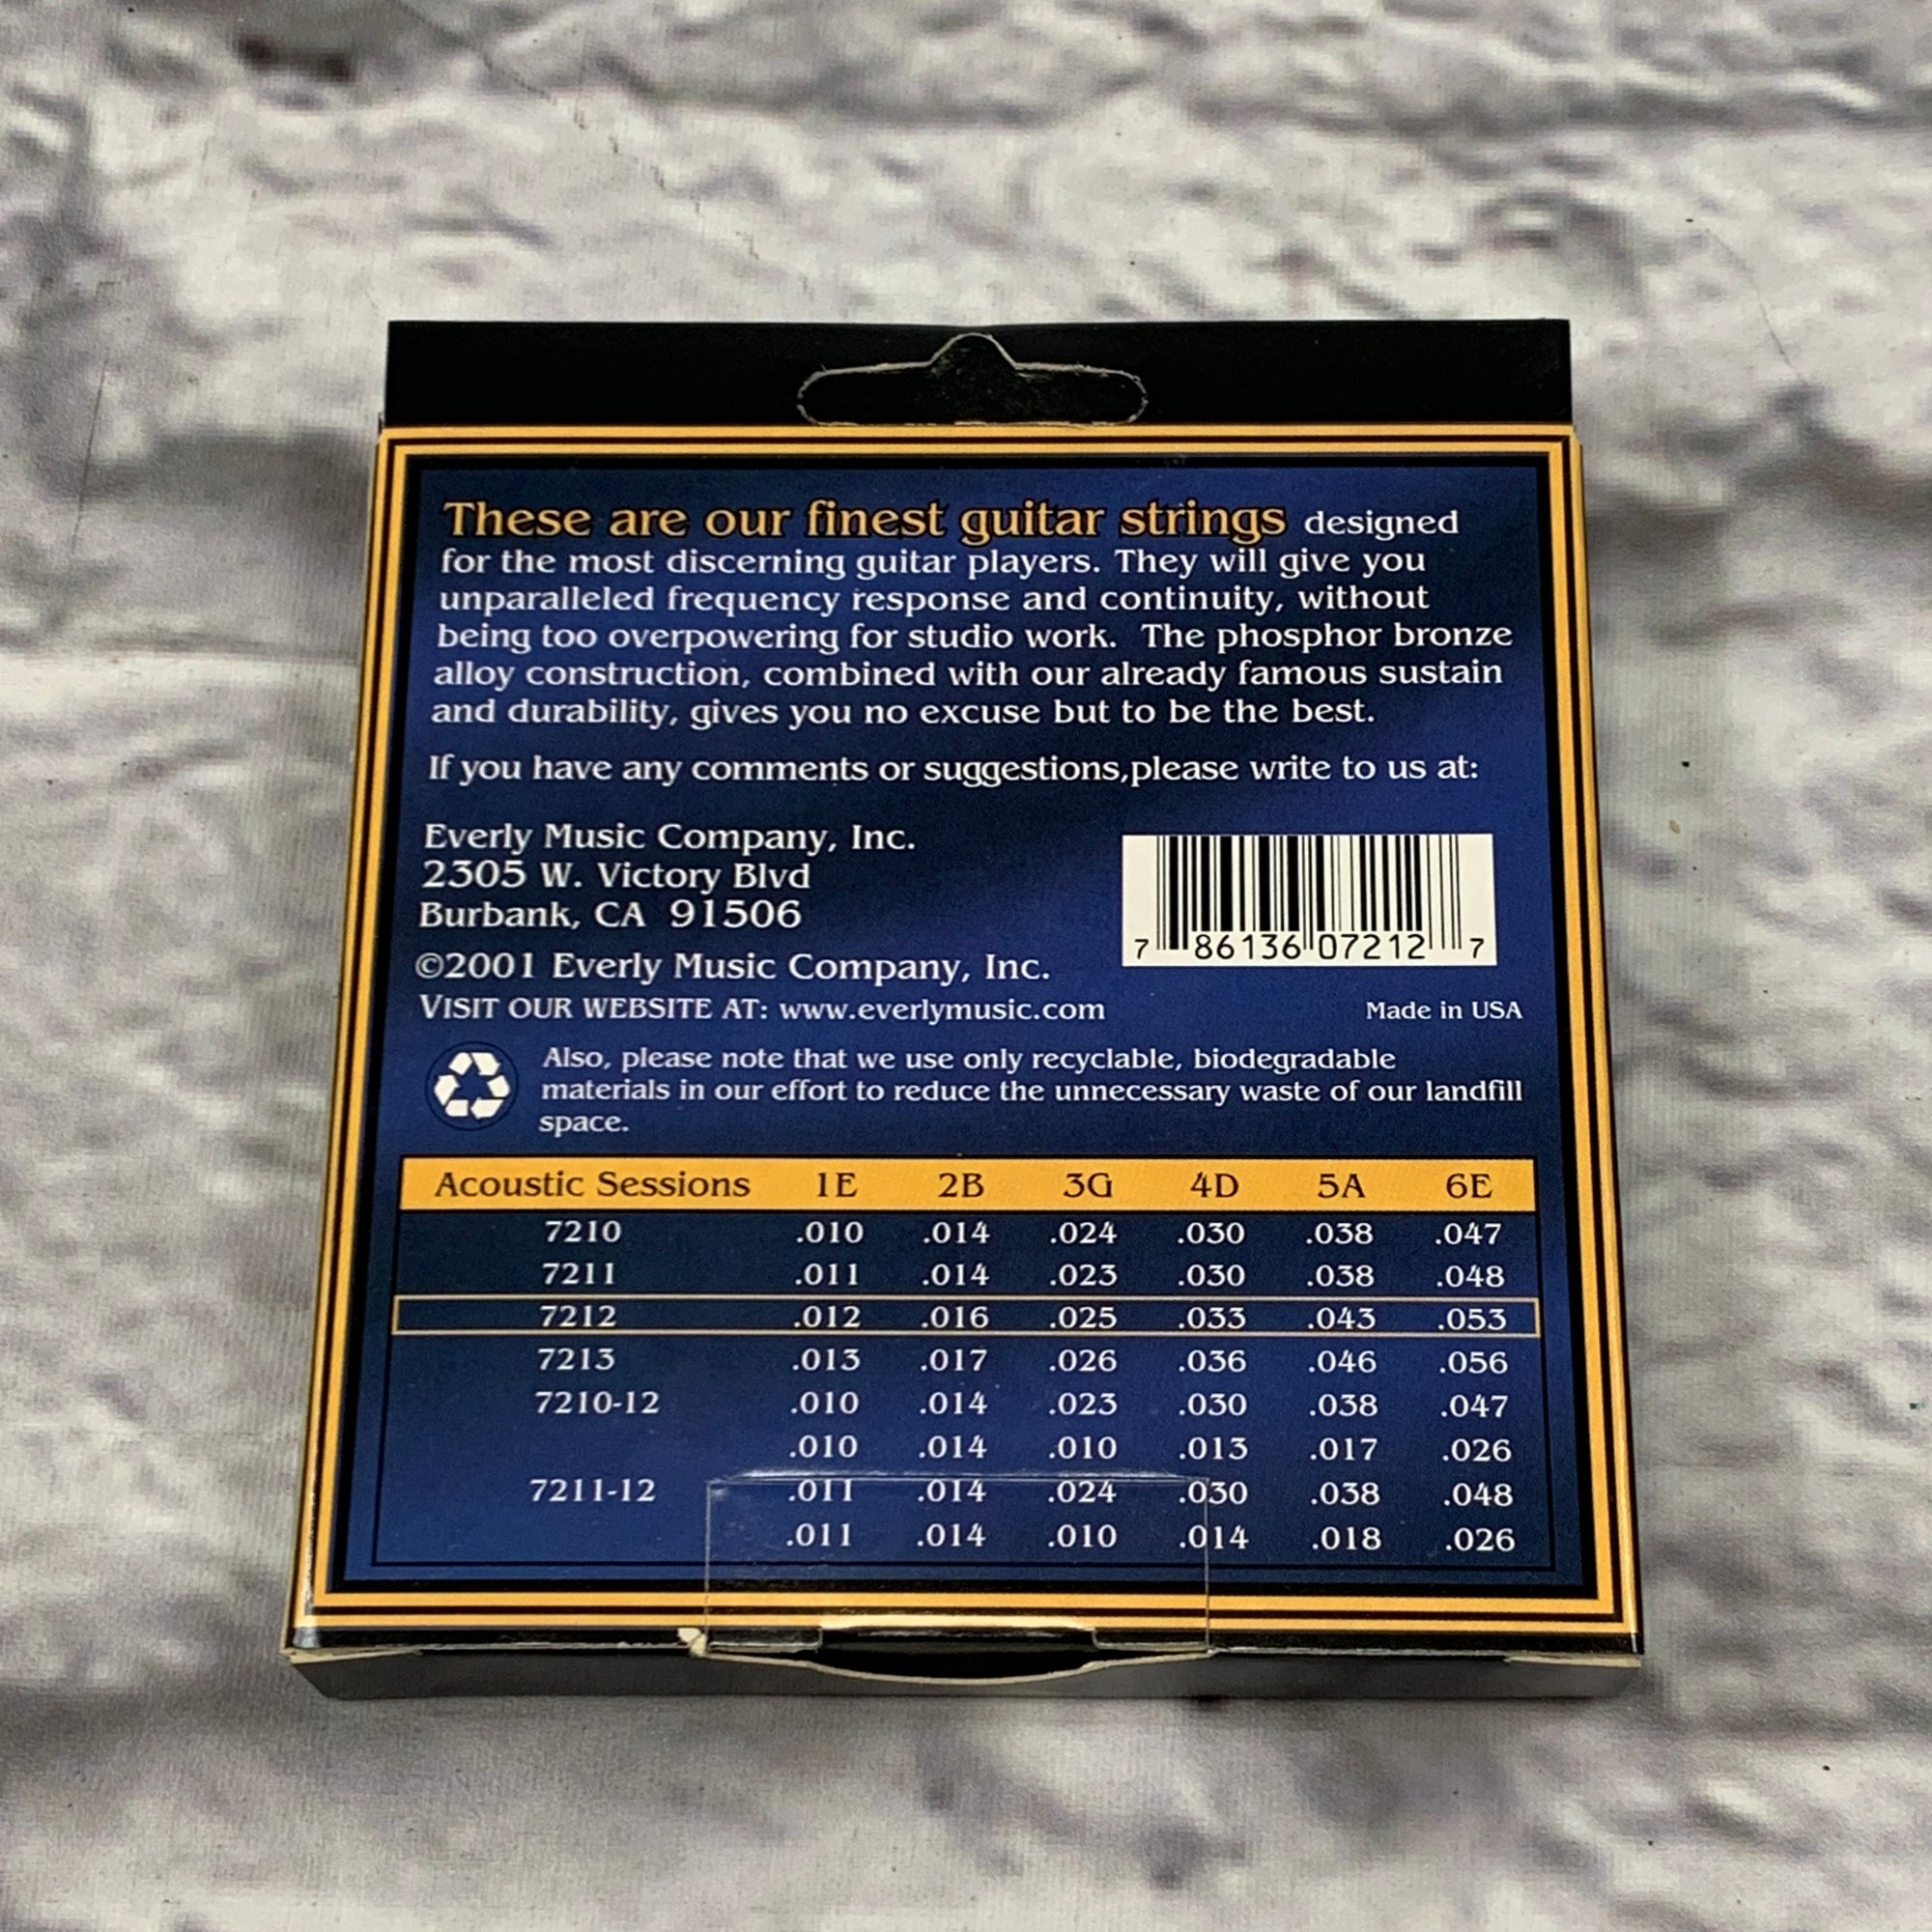 These are our finest guitar strings designed
for the most discerning guitar players. They will give you
unparalleled frequency response and continuity, without
being too overpowering for studio work.  The phosphor bronze
alloy construction, combined with our already famous sustain
and durability, gives you no excuse but to be the best.
If you have any comments or suggestions,please write to us at:
Everly Music Company, Inc.
2305 W. Victory Blvd
Burbank, CA  91506
©2001 Everly Music Company, Inc.
7 86136 07212 7
VISIT OUR WEBSITE AT: www.everlymusic.com
Made in USA
Also, please note that we use only recyclable, biodegradable
materials in our effort to reduce the unnecessary waste of our landfill
space.
Acoustic Sessions 1E 2B 3G 4D 5A 6E
7210 .010 .014 .024 .030 .038 .047
7211 .011 .014 .023 .030 .038 .048
7212 .012 .016 .025 .033 .043 .053
7213 .013 .017 .026 .036 .046 .056
7210-12 .010 .014 .023 .030 .038 .047
.010 .014 .010 .013 .017 .026
7211-12 .011 .014 .024 .030 .038 .048
.011 .014 .010 .014 .018 .026